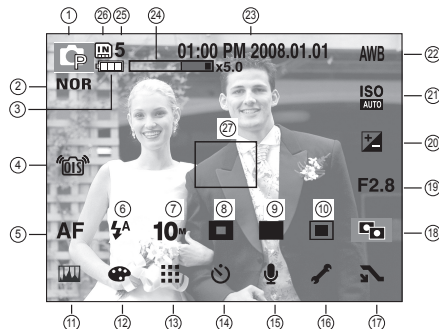 ① ㉖ ㉕ ㉔ ㉓
P IN 5 01:00 PM 2008.01.01 AWB ㉒
x5.0
② NOR
③ ISO AUTO ㉑
㉗
④ OIS ⑳
F2.8 ⑲
⑥ ⑦ ⑧ ⑨ ⑩
⑤ AF A 10M ⑱
⑪ ⑫ ⑬ ⑭ ⑮ ⑯ ⑰